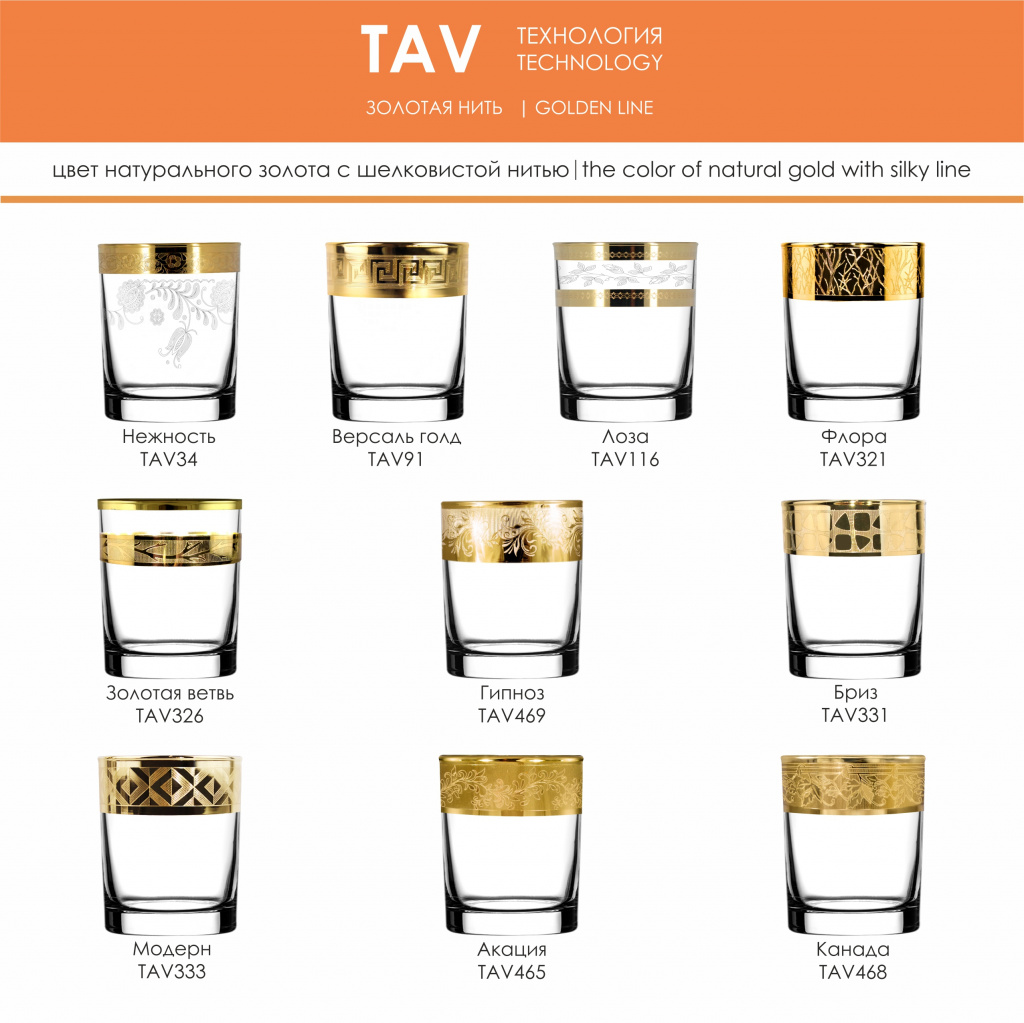 TAV
ТЕХНОЛОГИЯ
TECHNOLOGY
ЗОЛОТАЯ НИТЬ | GOLDEN LINE
цвет натурального золота с шелковистой нитью|the color of natural gold with silky line
Нежность
TAV34
Версаль голд
TAV91
Лоза
TAV116
Флора
TAV321
Золотая ветвь
TAV326
Гипноз
TAV469
Бриз
TAV331
Модерн
TAV333
Акация
TAV465
Канада
TAV468